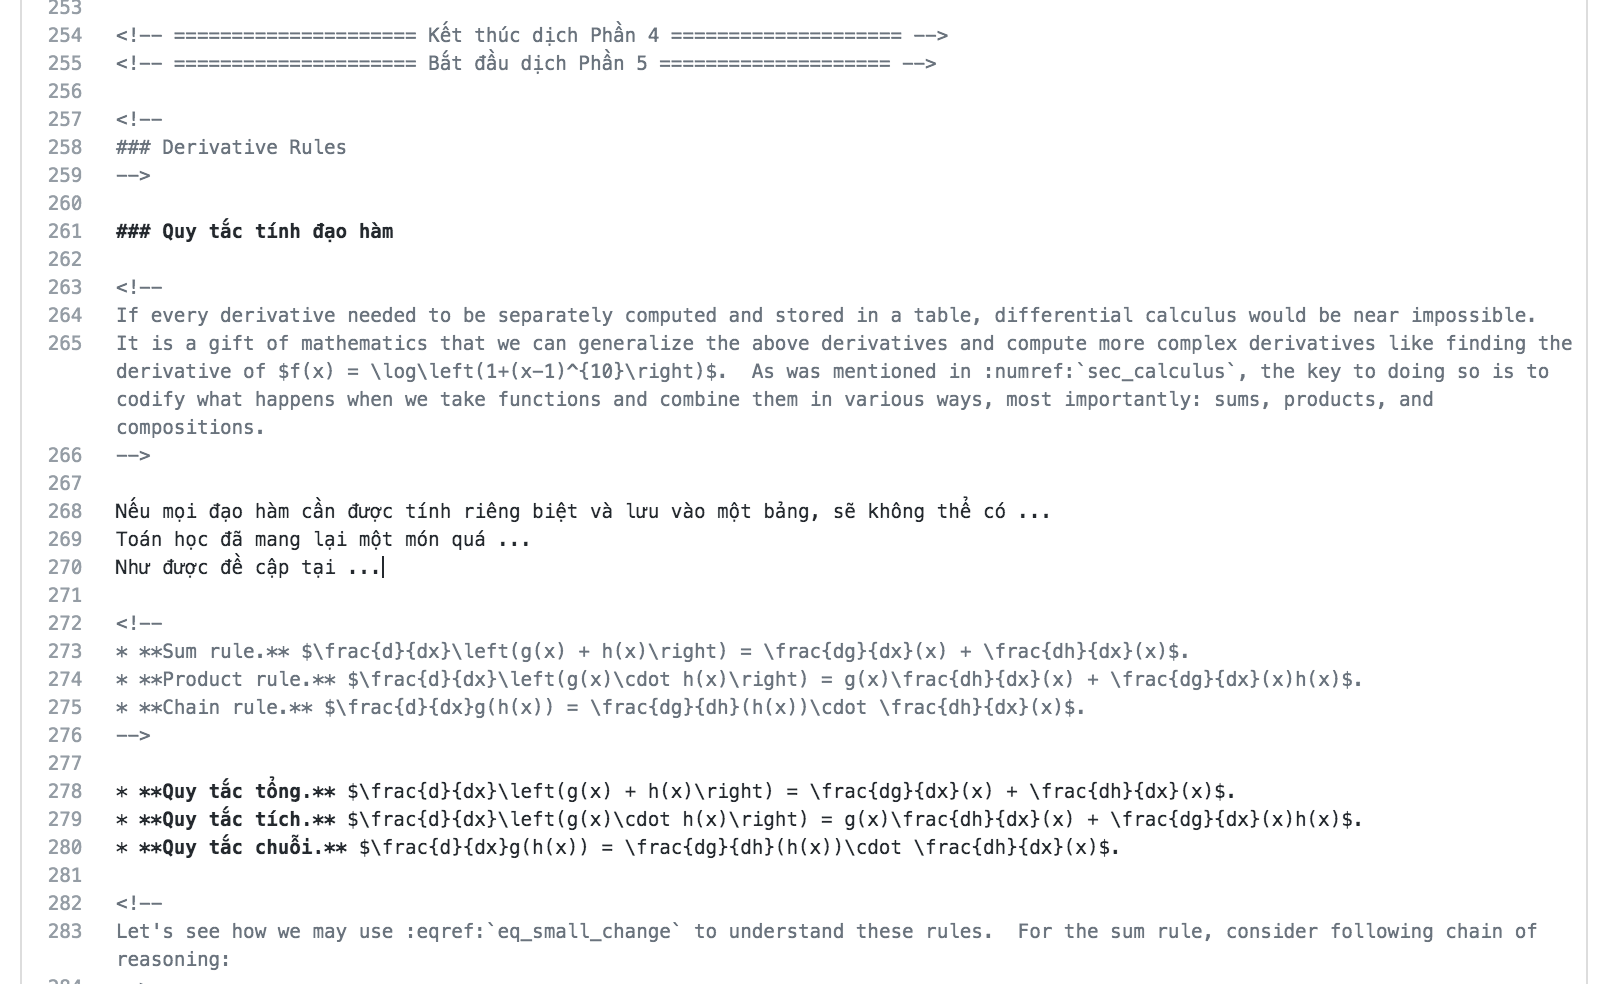 253
254 <!-- ===================== Kết thúc dịch Phần 4 ==================== -->
255 <!-- ===================== Bắt đầu dịch Phần 5 ==================== -->
256
257 <!--
258 ### Derivative Rules
259 -->
260
261 ### Quy tắc tính đạo hàm
262
263 <!--
264 If every derivative needed to be separately computed and stored in a table, differential calculus would be near impossible.
265 It is a gift of mathematics that we can generalize the above derivatives and compute more complex derivatives like finding the
derivative of $f(x) = \log\left(1+(x-1)^{10}\right)$.  As was mentioned in :numref:`sec_calculus`, the key to doing so is to
codify what happens when we take functions and combine them in various ways, most importantly: sums, products, and
compositions.
266 -->
267
268 Nếu mọi đạo hàm cần được tính riêng biệt và lưu vào một bảng, sẽ không thể có ...
269 Toán học đã mang lại một món quá ...
270 Như được đề cập tại ...
271
272 <!--
273 * **Sum rule.** $\frac{d}{dx}\left(g(x) + h(x)\right) = \frac{dg}{dx}(x) + \frac{dh}{dx}(x)$.
274 * **Product rule.** $\frac{d}{dx}\left(g(x)\cdot h(x)\right) = g(x)\frac{dh}{dx}(x) + \frac{dg}{dx}(x)h(x)$.
275 * **Chain rule.** $\frac{d}{dx}g(h(x)) = \frac{dg}{dh}(h(x))\cdot \frac{dh}{dx}(x)$.
276 -->
277
278 * **Quy tắc tổng.** $\frac{d}{dx}\left(g(x) + h(x)\right) = \frac{dg}{dx}(x) + \frac{dh}{dx}(x)$.
279 * **Quy tắc tích.** $\frac{d}{dx}\left(g(x)\cdot h(x)\right) = g(x)\frac{dh}{dx}(x) + \frac{dg}{dx}(x)h(x)$.
280 * **Quy tắc chuỗi.** $\frac{d}{dx}g(h(x)) = \frac{dg}{dh}(h(x))\cdot \frac{dh}{dx}(x)$.
281
282 <!--
283 Let's see how we may use :eqref:`eq_small_change` to understand these rules.  For the sum rule, consider following chain of
reasoning: